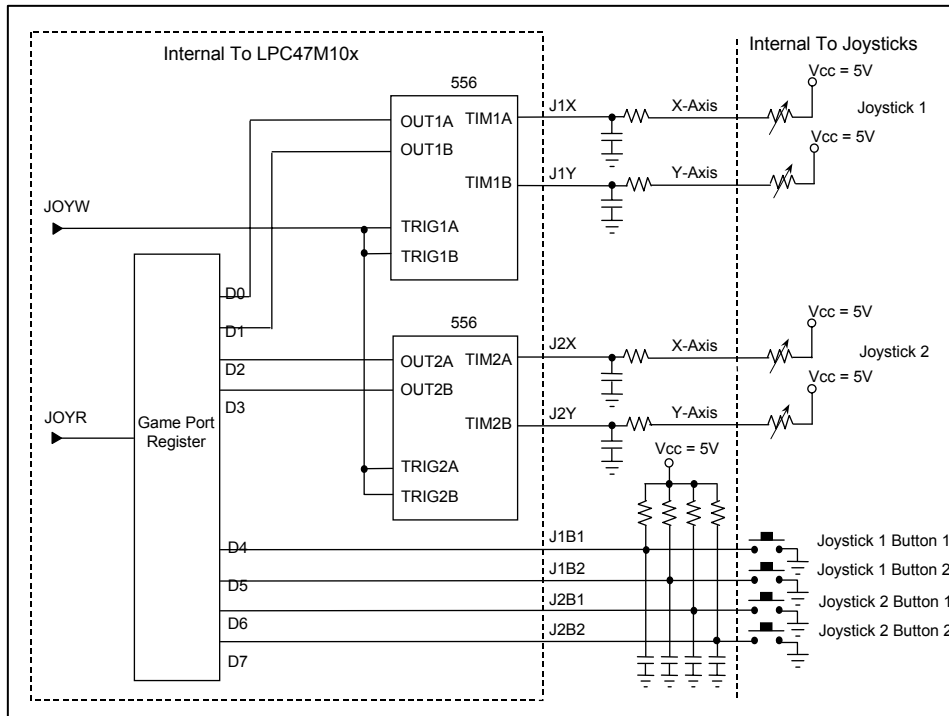 Internal To LPC47M10x
Internal To Joysticks
Vcc = 5V
556
J1X
X-Axis
Joystick 1
OUT1A
TIM1A
Vcc = 5V
OUT1B
J1Y
Y-Axis
TIM1B
JOYW
TRIG1A
TRIG1B
D0
Vcc = 5V
D1
556
J2X
X-Axis
Joystick 2
D2
OUT2A
TIM2A
Vcc = 5V
OUT2B
D3
J2Y
Y-Axis
JOYR
Game Port
Register
TIM2B
Vcc = 5V
TRIG2A
TRIG2B
D4
J1B1
Joystick 1 Button 1
D5
J1B2
Joystick 1 Button 2
D6
J2B1
Joystick 2 Button 1
D7
J2B2
Joystick 2 Button 2